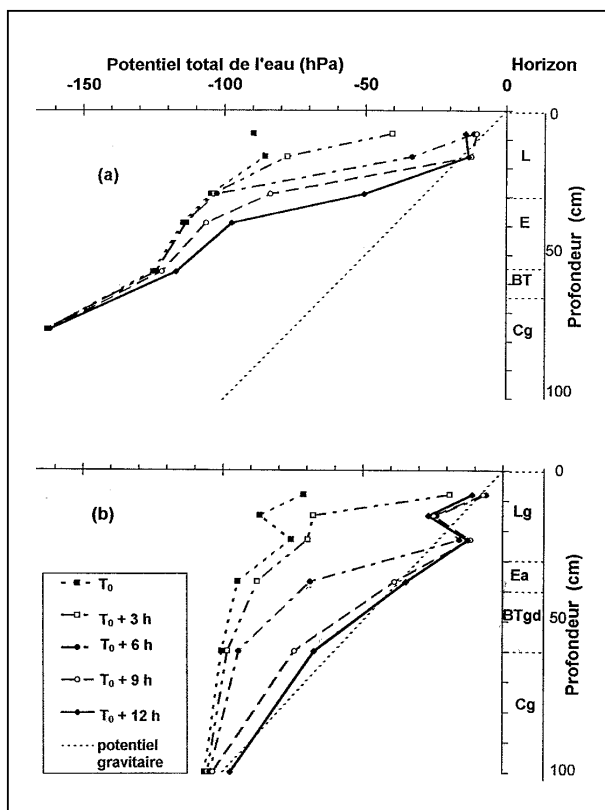 Potentiel total de l'eau (hPa) Horizon
-150 -100 -50 0
0
(a)
L
E
50
BT
Cg
100
Profondeur (cm)
0
(b)
Lg
Ea
50
BTgd
Cg
100
Profondeur (cm)
T0
T0 + 3 h
T0 + 6 h
T0 + 9 h
T0 + 12 h
potentiel
gravitaire